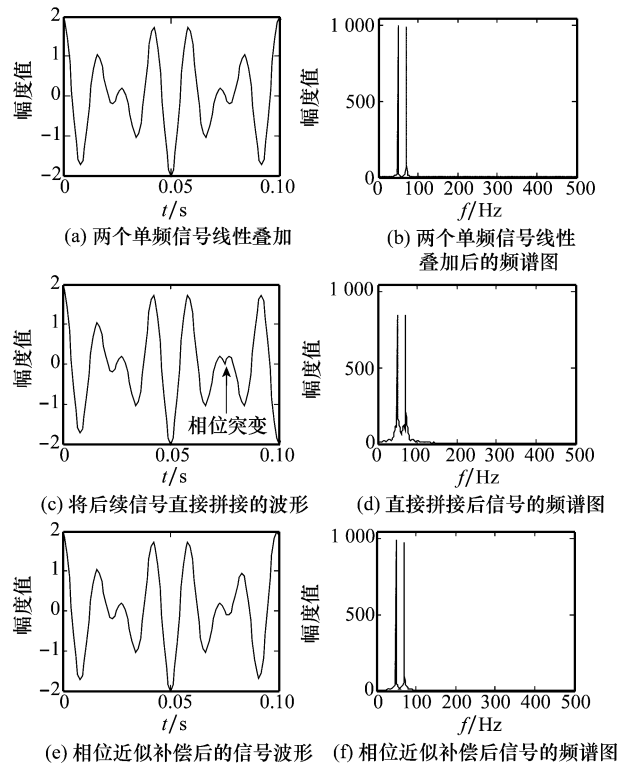 2
1
0
−1
−2
幅度值
0
0.05
0.10
t/s
(a) 两个单频信号线性叠加
1 000
500
0
幅度值
0
100
200
300
400
500
f/Hz
(b) 两个单频信号线性
叠加后的频谱图
2
1
0
−1
−2
幅度值
相位突变
0
0.05
0.10
t/s
(c) 将后续信号直接拼接的波形
1 000
500
0
幅度值
0
100
200
300
400
500
f/Hz
(d) 直接拼接后信号的频谱图
2
1
0
−1
−2
幅度值
0
0.05
0.10
t/s
(e) 相位近似补偿后的信号波形
1 000
500
0
幅度值
0
100
200
300
400
500
f/Hz
(f) 相位近似补偿后信号的频谱图